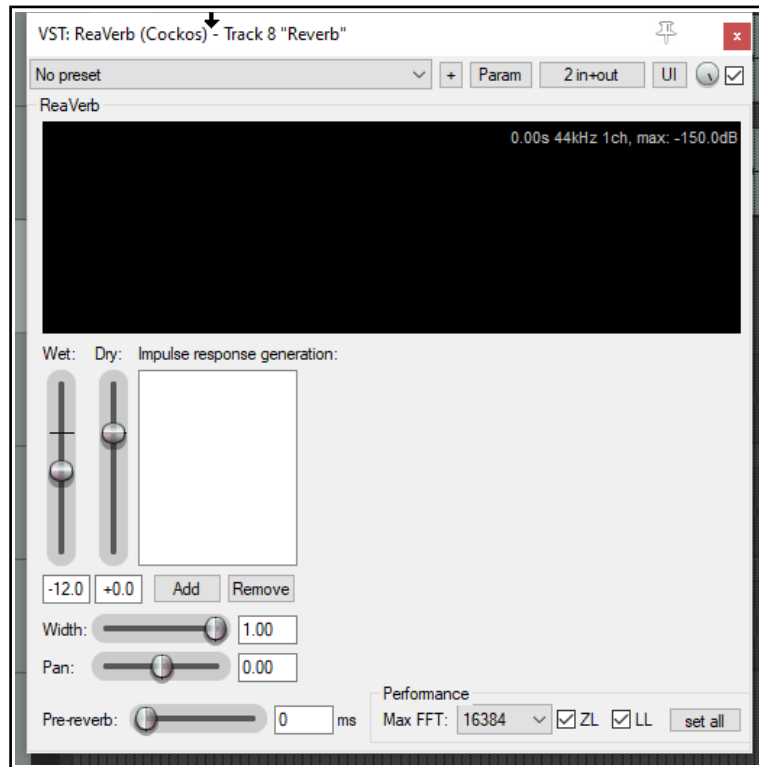 VST: ReaVerb (Cockos) - Track 8 "Reverb"
x
No preset + Param 2 in+out UI
ReaVerb
0.00s 44kHz 1ch, max: -150.0dB
Wet: Dry: Impulse response generation:
-12.0 +0.0 Add Remove
Width: 1.00
Pan: 0.00
Performance
Pre-reverb: 0 ms Max FFT: 16384 ZL LL set all